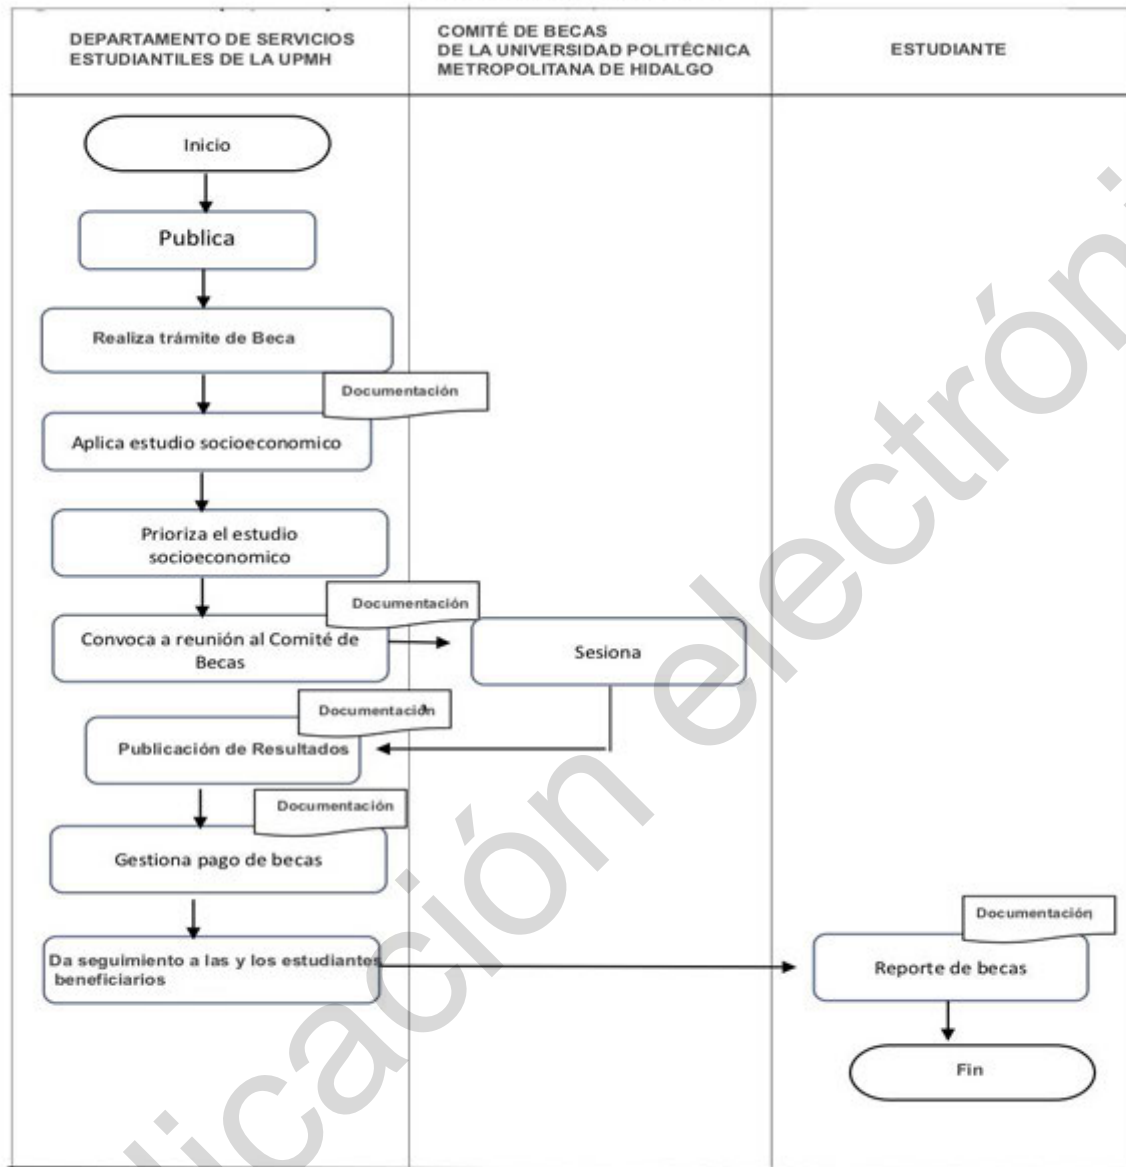 DEPARTAMENTO DE SERVICIOS
ESTUDIANTILES DE LA UPMH
COMITÉ DE BECAS
DE LA UNIVERSIDAD POLITÉCNICA
METROPOLITANA DE HIDALGO
ESTUDIANTE
Inicio
Publica
Realiza trámite de Beca
Documentación
Aplica estudio socioeconomico
Prioriza el estudio
socioeconomico
Documentación
Convoca a reunión al Comité de
Becas
Sesiona
Documentación
Publicación de Resultados
Documentación
Gestiona pago de becas
Documentación
Da seguimiento a las y los estudiantes
beneficiarios
Reporte de becas
Fin